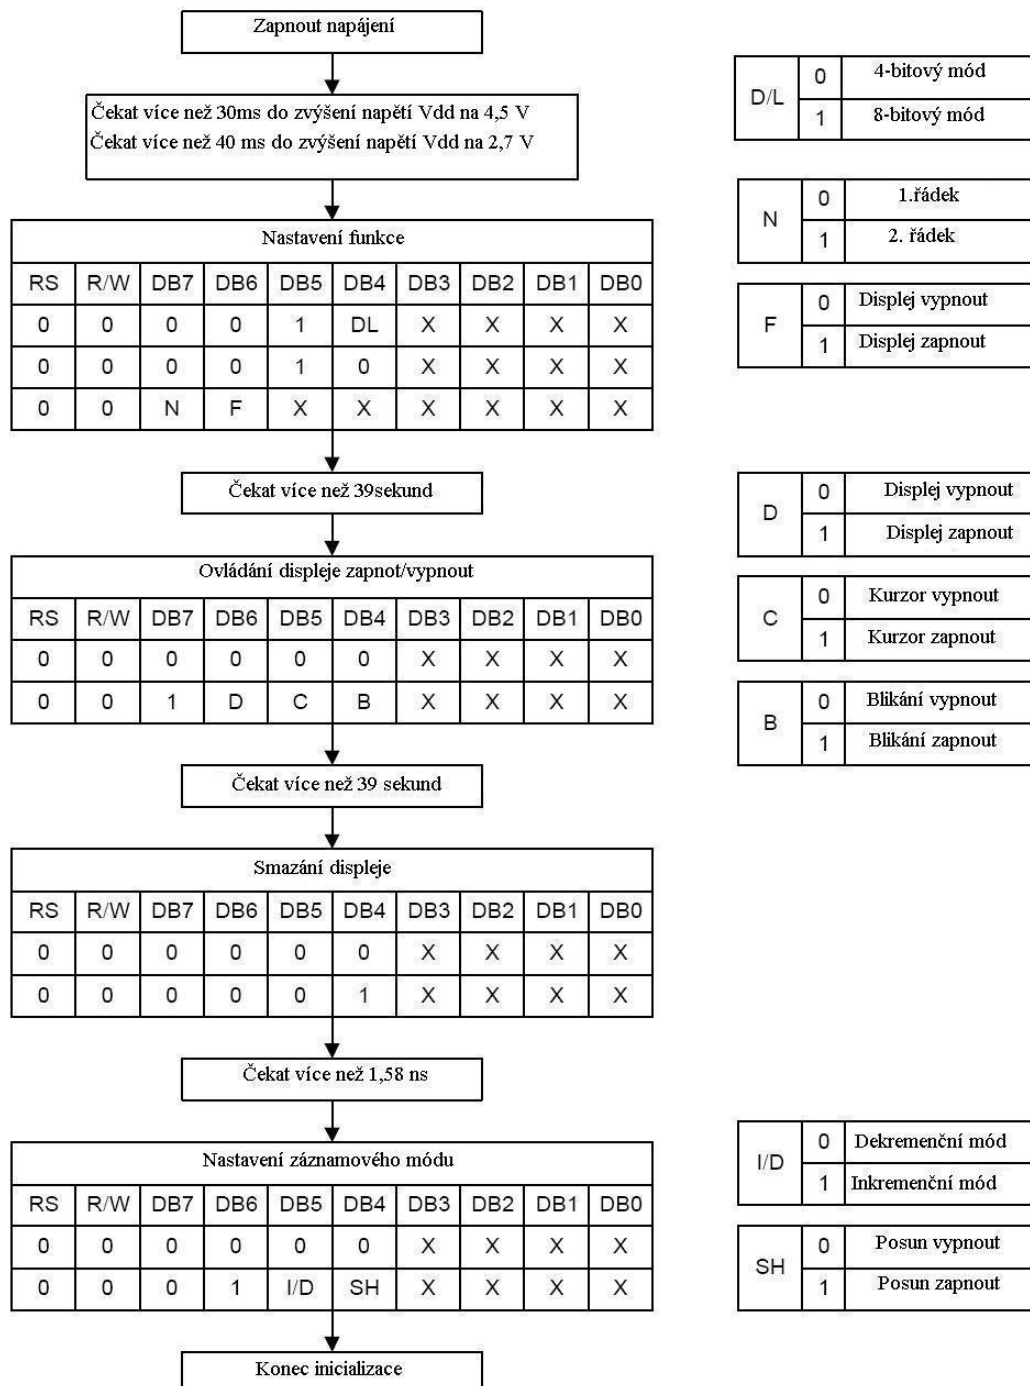 Zapnout napájení
Čekat více než 30ms do zvýšení napětí Vdd na 4,5 V
Čekat více než 40 ms do zvýšení napětí Vdd na 2,7 V
Nastavení funkce
RS R/W DB7 DB6 DB5 DB4 DB3 DB2 DB1 DB0
0 0 0 0 1 DL X X X X
0 0 0 0 1 0 X X X X
0 0 N F X X X X X X
Čekat více než 39sekund
Ovládání displeje zapnot/vypnout
RS R/W DB7 DB6 DB5 DB4 DB3 DB2 DB1 DB0
0 0 0 0 0 0 X X X X
0 0 1 D C B X X X X
Čekat více než 39 sekund
Smazání displeje
RS R/W DB7 DB6 DB5 DB4 DB3 DB2 DB1 DB0
0 0 0 0 0 0 X X X X
0 0 0 0 0 1 X X X X
Čekat více než 1,58 ns
Nastavení záznamového módu
RS R/W DB7 DB6 DB5 DB4 DB3 DB2 DB1 DB0
0 0 0 0 0 0 X X X X
0 0 0 1 I/D SH X X X X
Konec inicializace
D/L
0 4-bitový mód
1 8-bitový mód
N
0 1.řádek
1 2. řádek
F
0 Displej vypnout
1 Displej zapnout
D
0 Displej vypnout
1 Displej zapnout
C
0 Kurzor vypnout
1 Kurzor zapnout
B
0 Blikání vypnout
1 Blikání zapnout
I/D
0 Dekremenční mód
1 Inkremenční mód
SH
0 Posun vypnout
1 Posun zapnout